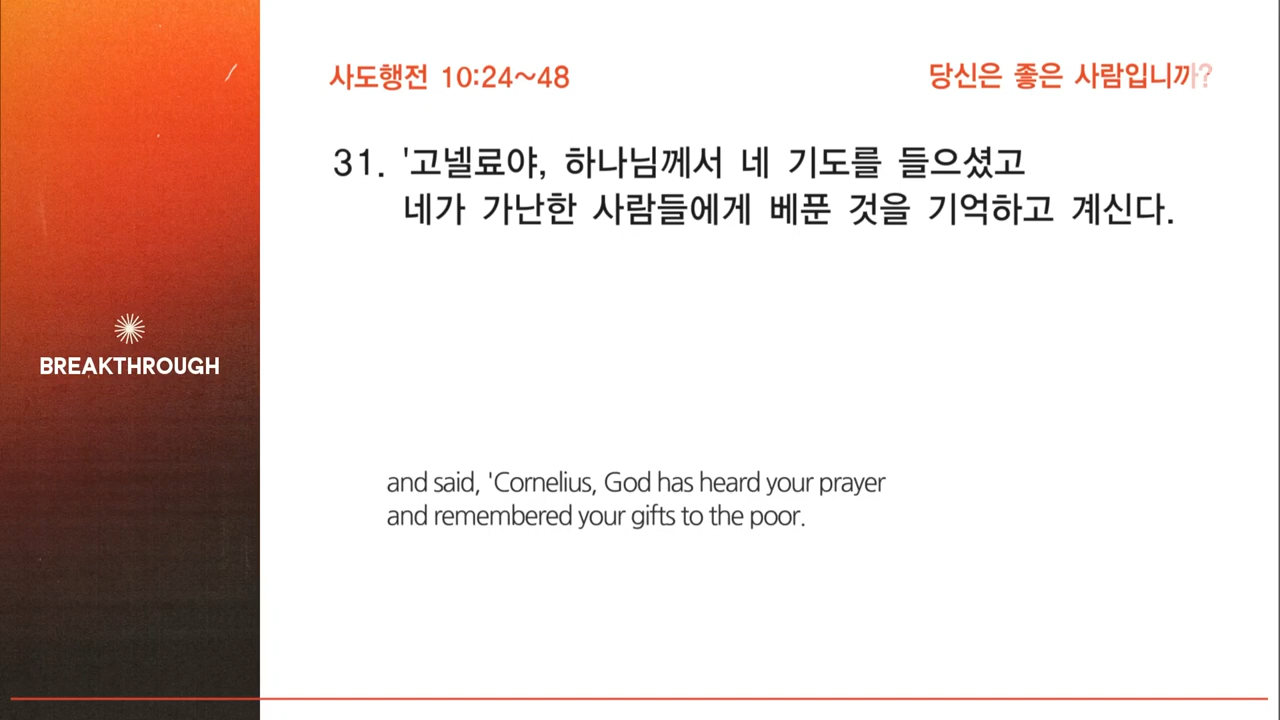 사도행전 10:24~48
당신은 좋은 사람입니까?
31. '고넬료야, 하나님께서 네 기도를 들으셨고
네가 가난한 사람들에게 베푼 것을 기억하고 계신다.
BREAKTHROUGH
and said, 'Cornelius, God has heard your prayer
and remembered your gifts to the poor.